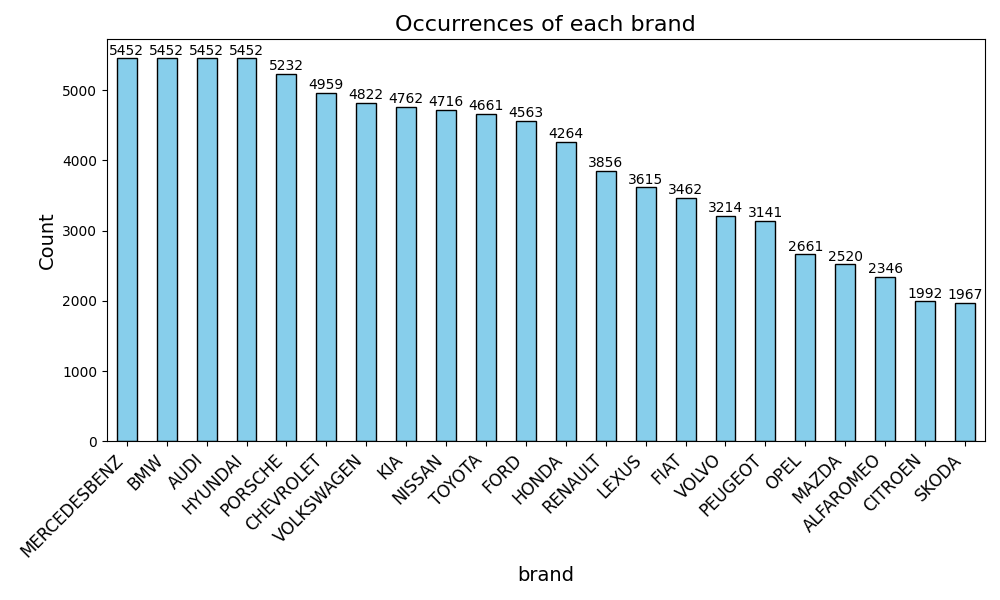 Occurrences of each brand
5452 5452 5452 5452
5232
4959
4822
4762
4716
4661
4563
4264
3856
3615
3462
3214
3141
2661
2520
2346
1992
1967
5000
4000
3000
2000
1000
0
Count
MERCEDESBENZ
BMW
AUDI
HYUNDAI
PORSCHE
CHEVROLET
VOLKSWAGEN
KIA
NISSAN
TOYOTA
FORD
HONDA
RENAULT
LEXUS
FIAT
VOLVO
PEUGEOT
OPEL
MAZDA
ALFAROMEO
CITROEN
SKODA
brand